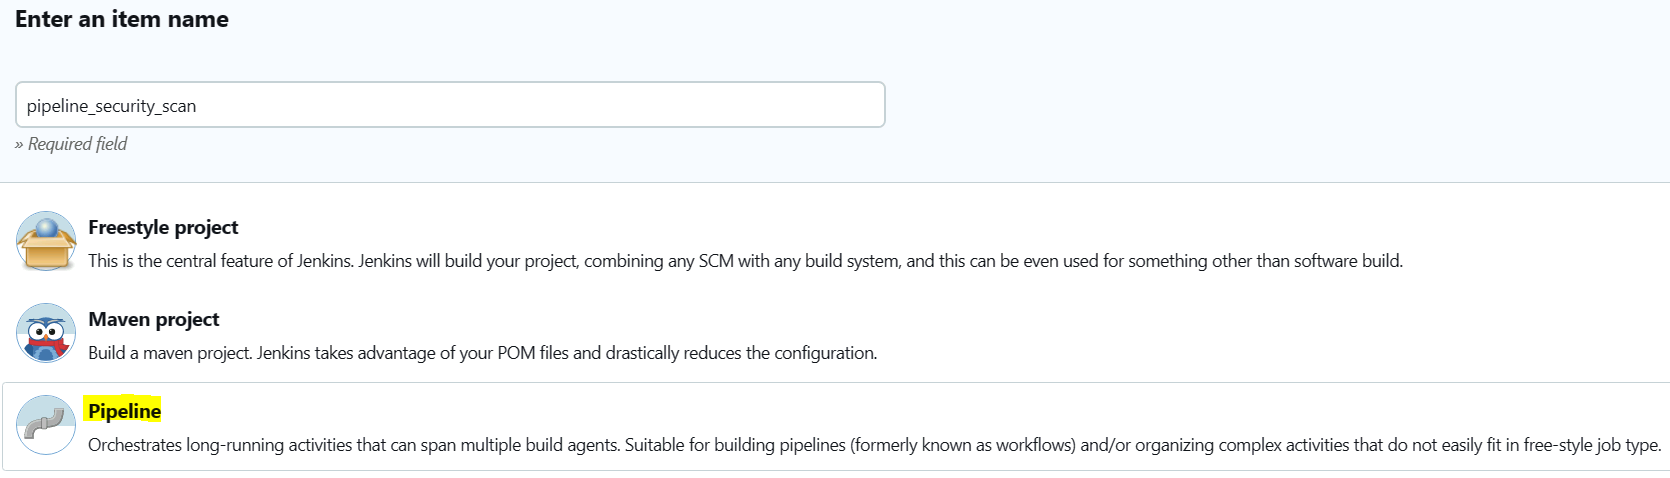 Enter an item name
pipeline_security_scan
» Required field
Freestyle project
This is the central feature of Jenkins. Jenkins will build your project, combining any SCM with any build system, and this can be even used for something other than software build.
Maven project
Build a maven project. Jenkins takes advantage of your POM files and drastically reduces the configuration.
Pipeline
Orchestrates long-running activities that can span multiple build agents. Suitable for building pipelines (formerly known as workflows) and/or organizing complex activities that do not easily fit in free-style job type.